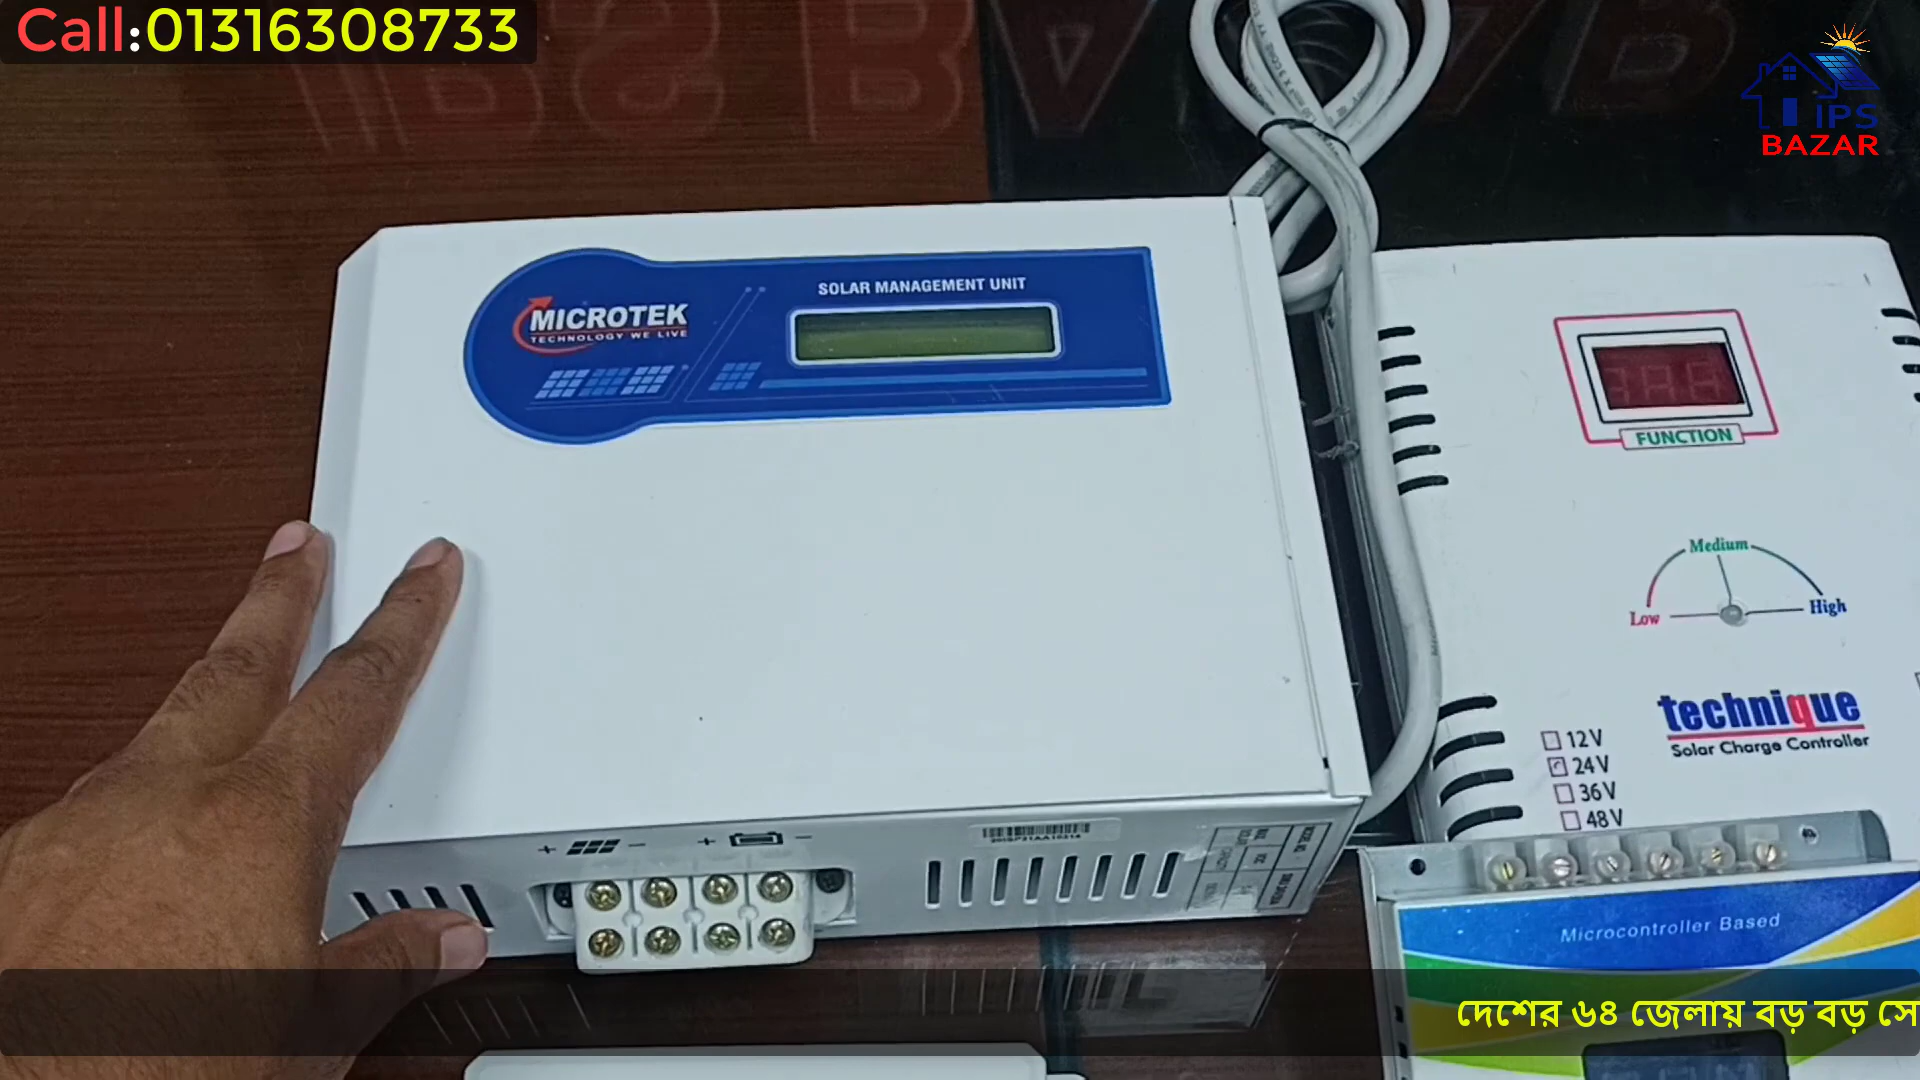 Call:01316308733
IPS
BAZAR
SOLAR MANAGEMENT UNIT
MICROTEK
TECHNOLOGY WE LIVE
FUNCTION
Medium
Low
High
technique
Solar Charge Controller
12V
24V
36V
48V
Microcontroller Based
দেশের ৬৪ জেলায় বড় বড় সে